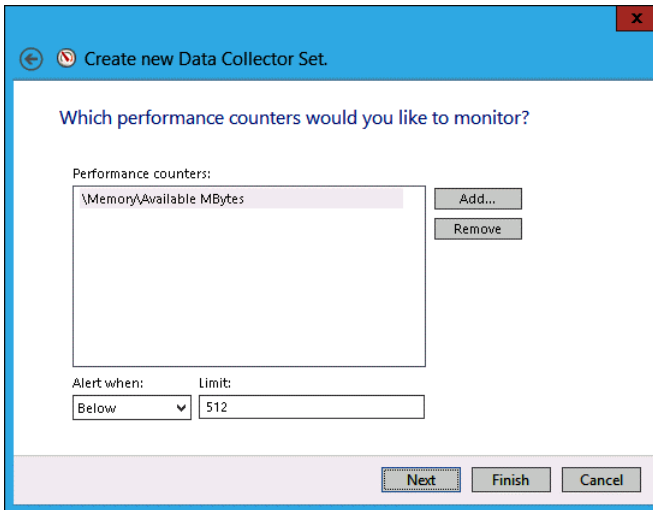 x
Create new Data Collector Set.
Which performance counters would you like to monitor?
Performance counters:
\Memory\Available MBytes
Add...
Remove
Alert when: Limit:
Below 512
Next Finish Cancel